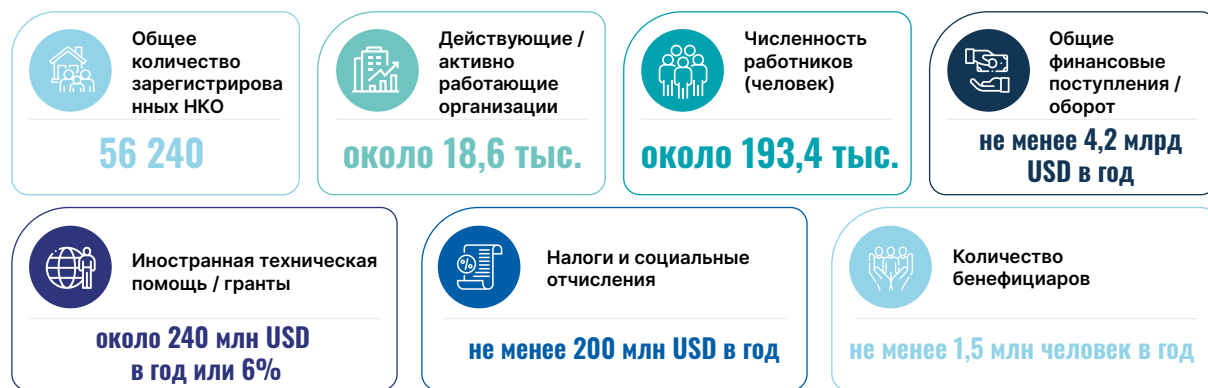 Общее
количество
зарегистрирова
нных НКО
56 240
Действующие /
активно
работающие
организации
около 18,6 тыс.
Численность
работников
(человек)
около 193,4 тыс.
Общие
финансовые
поступления /
оборот
не менее 4,2 млрд
USD в год
Иностранная техническая
помощь / гранты
около 240 млн USD
в год или 6%
Налоги и социальные
отчисления
не менее 200 млн USD в год
Количество
бенефициаров
не менее 1,5 млн человек в год